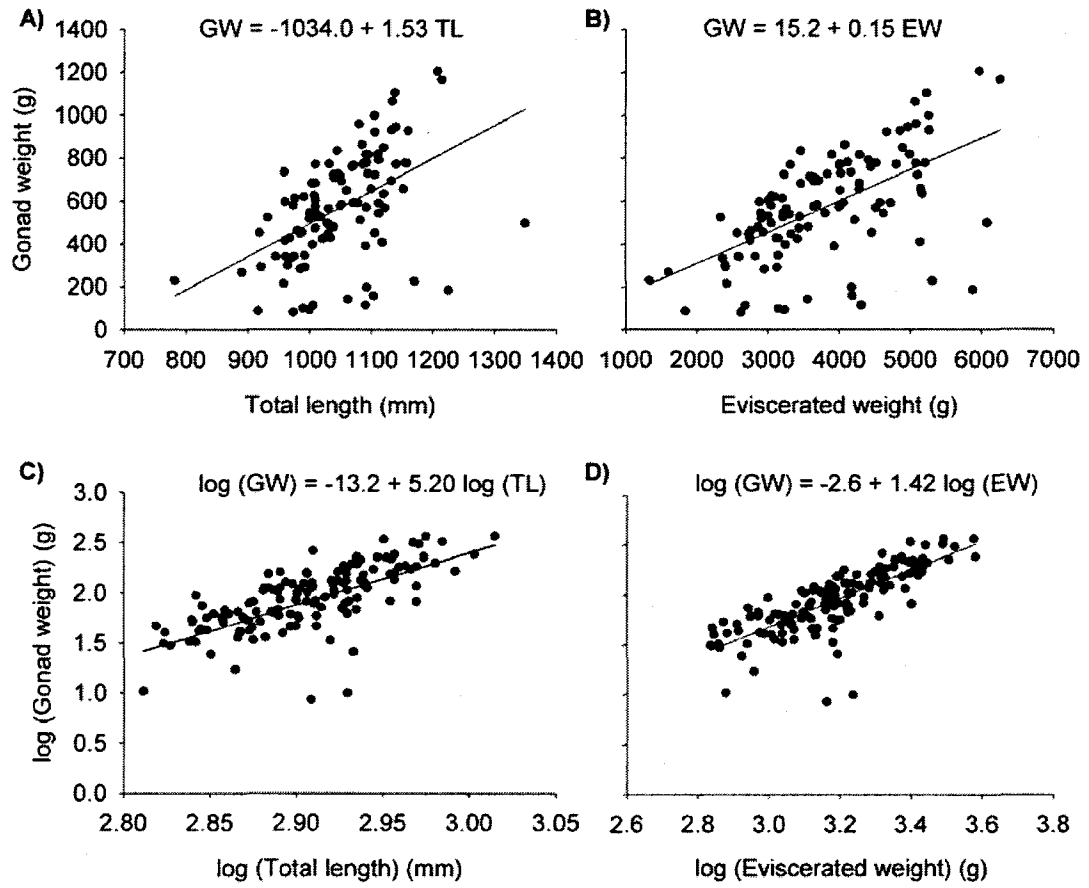 A)
GW = -1034.0 + 1.53 TL
1400
1200
1000
800
600
400
200
0
Gonad weight (g)
700 800 900 1000 1100 1200 1300 1400
Total length (mm)
B)
GW = 15.2 + 0.15 EW
1000 2000 3000 4000 5000 6000 7000
Eviscerated weight (g)
C)
log (GW) = -13.2 + 5.20 log (TL)
3.0
2.5
2.0
1.5
1.0
0.5
0.0
log (Gonad weight) (g)
2.80 2.85 2.90 2.95 3.00 3.05
log (Total length) (mm)
D)
log (GW) = -2.6 + 1.42 log (EW)
2.6 2.8 3.0 3.2 3.4 3.6 3.8
log (Eviscerated weight) (g)